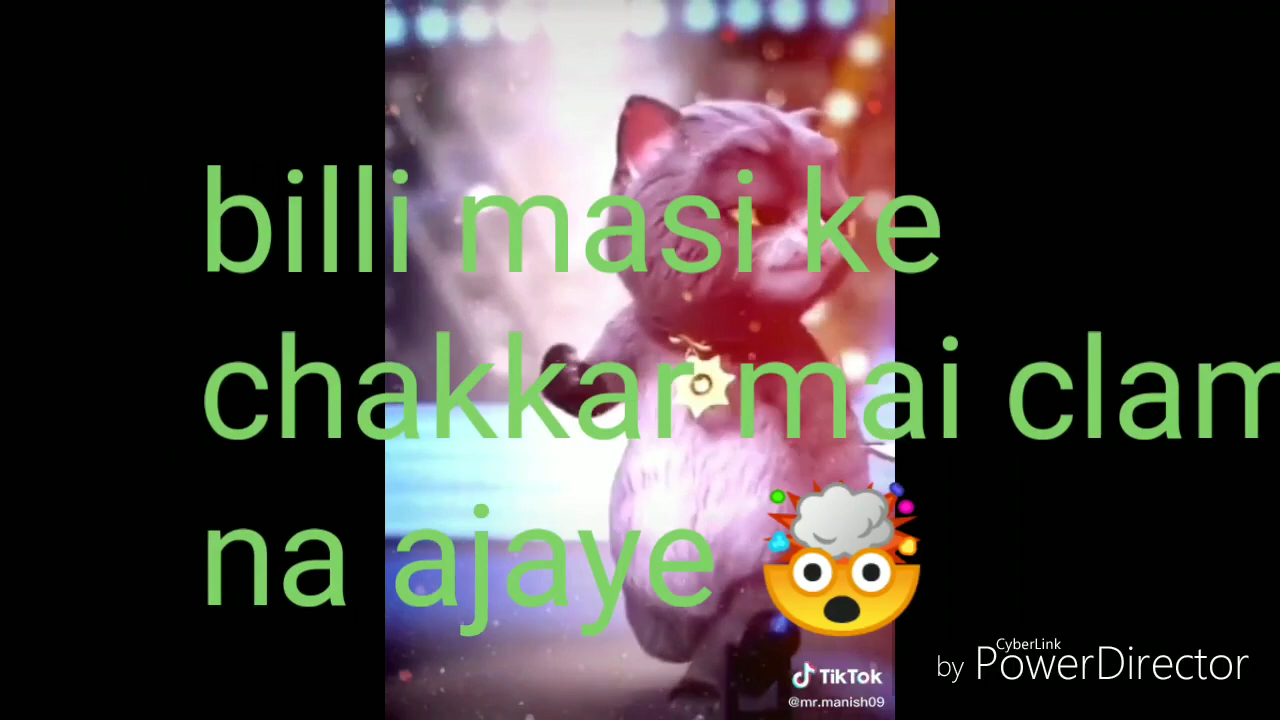 billi masi ke
chakkar mai clam
na ajaye 🤯
TikTok
@mr.manish09
CyberLink
by PowerDirector